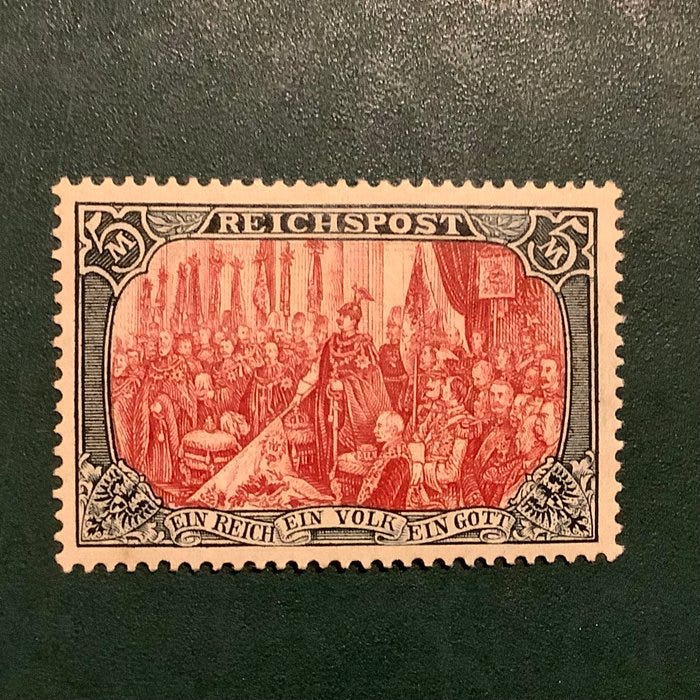 5 M REICHSPOST 5 M
EIN REICH EIN VOLK EIN GOTT